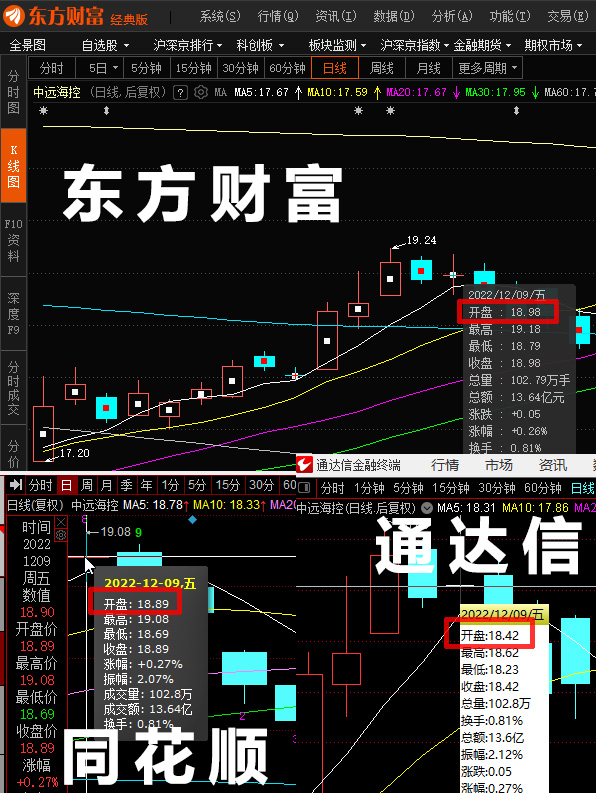 东方财富 经典版 系统(S) 行情(Q) 资讯(I) 数据(D) 分析(A) 功能(T) 交易(E)
全景图 自选股 沪深京排行 科创板 板块监测 沪深京指数 金融期货 期权市场
分时 5日 5分钟 15分钟 30分钟 60分钟 日线 周线 月线 更多周期
中远海控 (日线,后复权) ? MA MA5:17.67 MA10:17.59 MA20:17.67 MA30:17.95 MA60:17.
分时图
K线图
F10资料
深度F9
分时成交
分价
东方财富
19.24
17.20
2022/12/09/五
开盘 : 18.98
最高 : 19.18
最低 : 18.79
收盘 : 18.98
总量 : 102.79万手
总额 : 13.64亿元
涨跌 : +0.05
涨幅 : +0.26%
换手 : 0.81%
分时 日 周 月 季 年 1分 5分 15分 30分 60
日线(复权) 中远海控 MA5: 18.78↑ MA10: 18.33↑ MA20
时间
2022
1209
周五
数值
18.90
开盘价
18.89
最高价
19.08
最低价
18.69
收盘价
18.89
涨幅
+0.27%
8
19.08 9
2022-12-09,五
开盘: 18.89
最高: 19.08
最低: 18.69
收盘: 18.89
涨幅: +0.27%
振幅: 2.07%
成交量: 102.8万
成交额: 13.64亿
换手: 0.81%
2
同花顺
通达信金融终端 行情 市场 资讯
分时 1分钟 5分钟 15分钟 30分钟 60分钟 日线
中远海控(日线,后复权) MA5: 18.31 MA10: 17.86 MA2
通达信
2022/12/09/五
开盘:18.42
最高:18.62
最低:18.23
收盘:18.42
总量:102.8万
换手:0.81%
总额:13.6亿
振幅:2.12%
涨跌:0.05
涨幅:0.27%